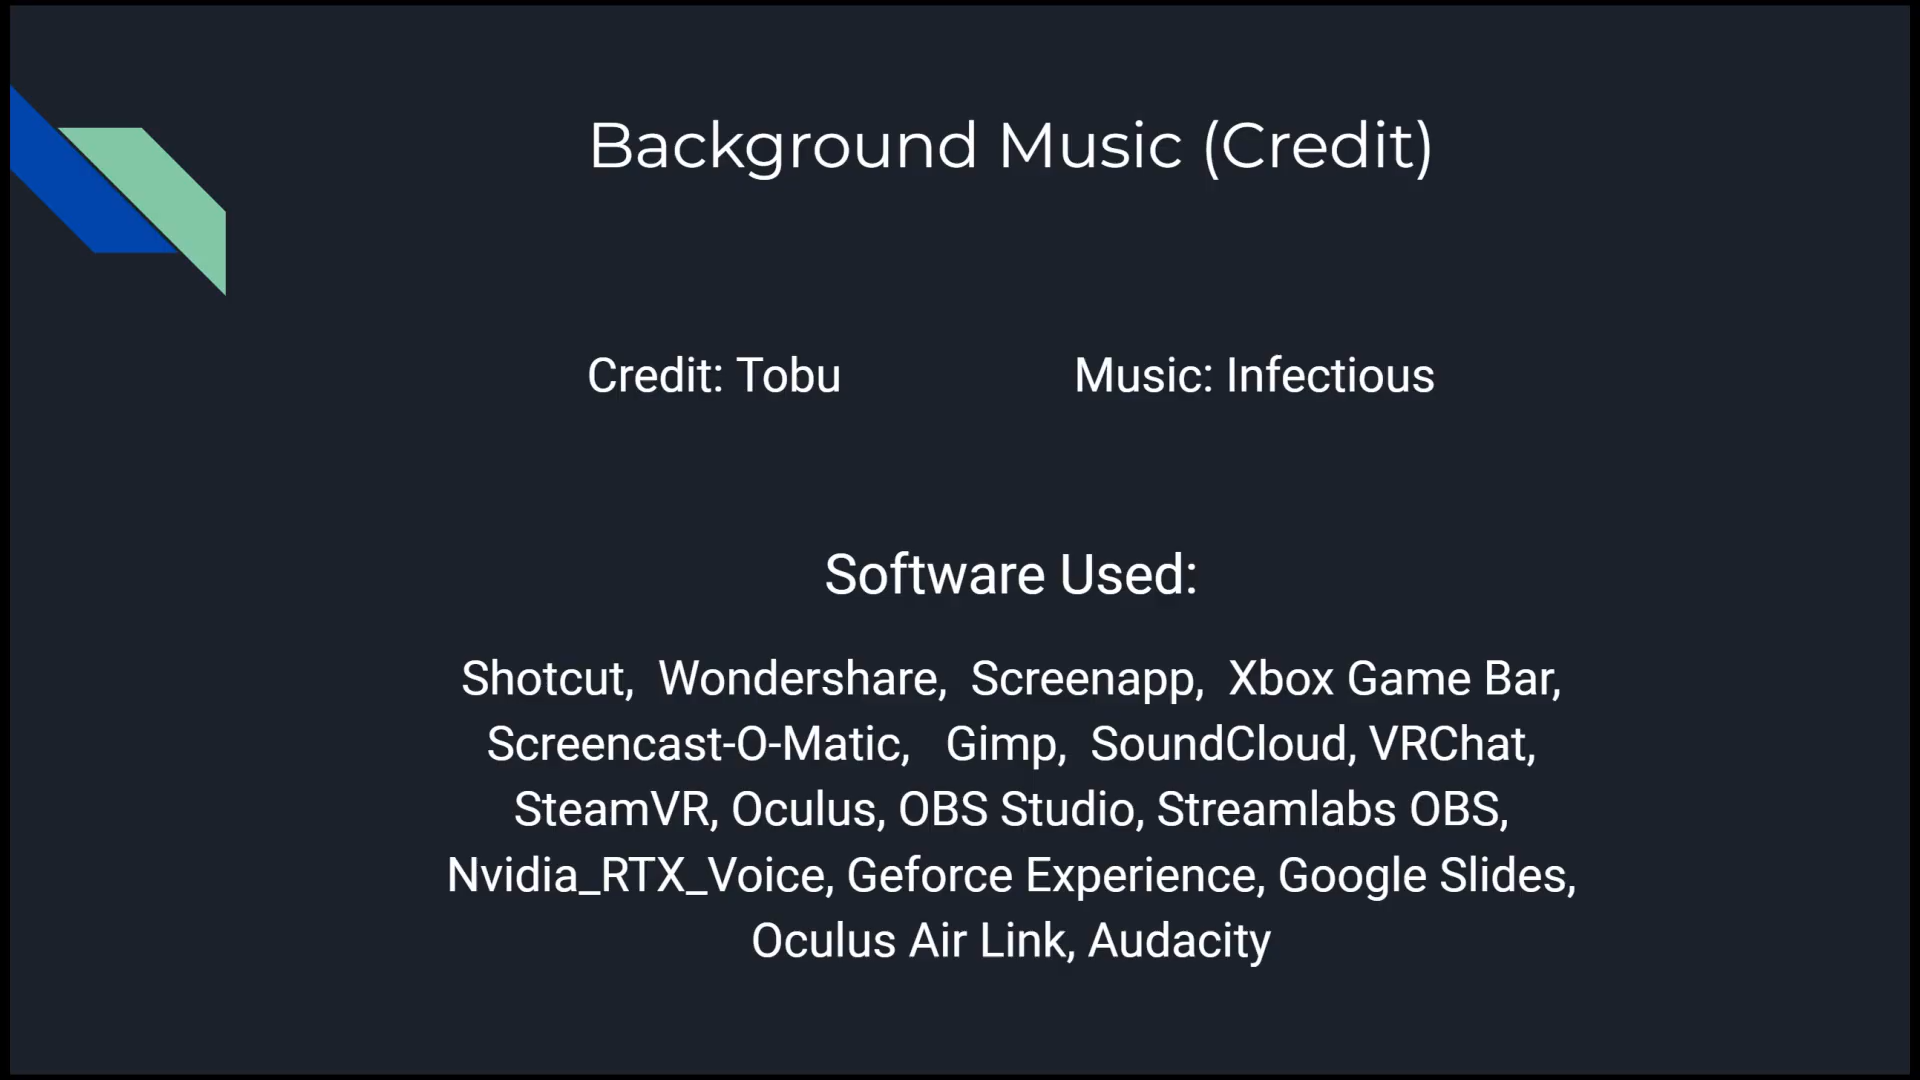 Background Music (Credit)
Credit: Tobu Music: Infectious
Software Used:
Shotcut, Wondershare, Screenapp, Xbox Game Bar,
Screencast-O-Matic, Gimp, SoundCloud, VRChat,
SteamVR, Oculus, OBS Studio, Streamlabs OBS,
Nvidia_RTX_Voice, Geforce Experience, Google Slides,
Oculus Air Link, Audacity